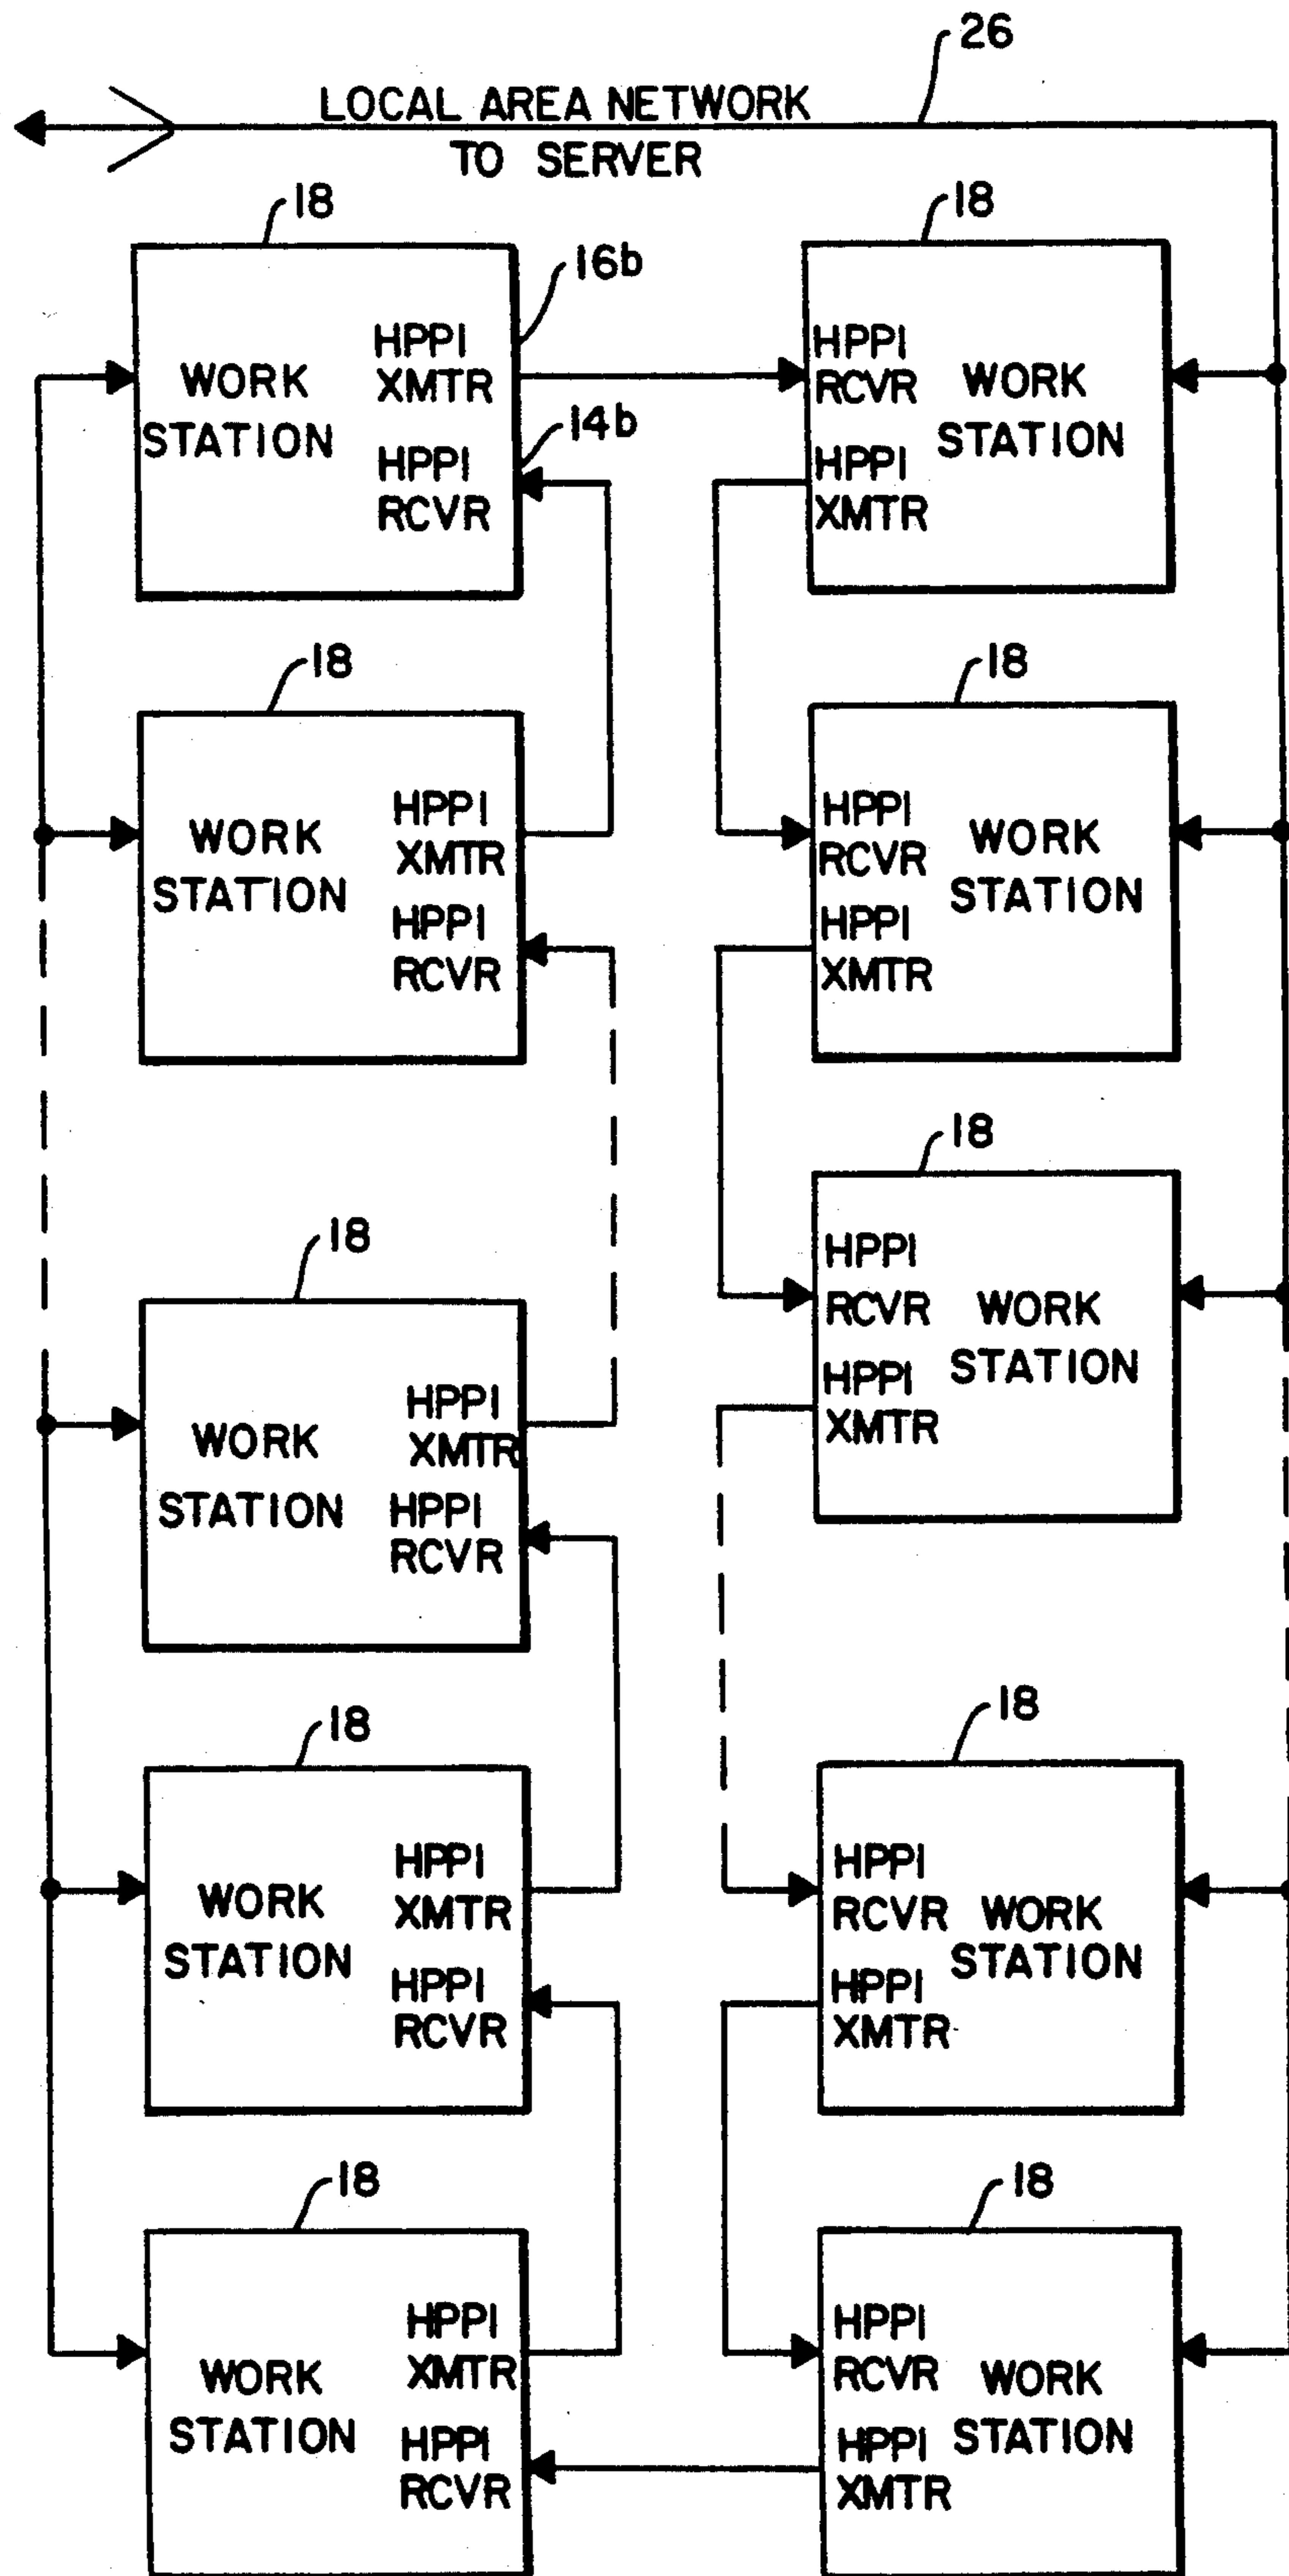 26
LOCAL AREA NETWORK
TO SERVER
18
18
16b
HPPI
XMTR
WORK
STATION
14b
HPPI
RCVR
HPPI
RCVR
WORK
STATION
HPPI
XMTR
18
18
HPPI
XMTR
WORK
STATION
HPPI
RCVR
HPPI
RCVR
WORK
STATION
HPPI
XMTR
18
HPPI
RCVR
WORK
STATION
HPPI
XMTR
18
HPPI
XMTR
WORK
STATION
HPPI
RCVR
18
18
HPPI
XMTR
WORK
STATION
HPPI
RCVR
HPPI
RCVR
WORK
STATION
HPPI
XMTR
18
18
HPPI
XMTR
WORK
STATION
HPPI
RCVR
HPPI
RCVR
WORK
STATION
HPPI
XMTR